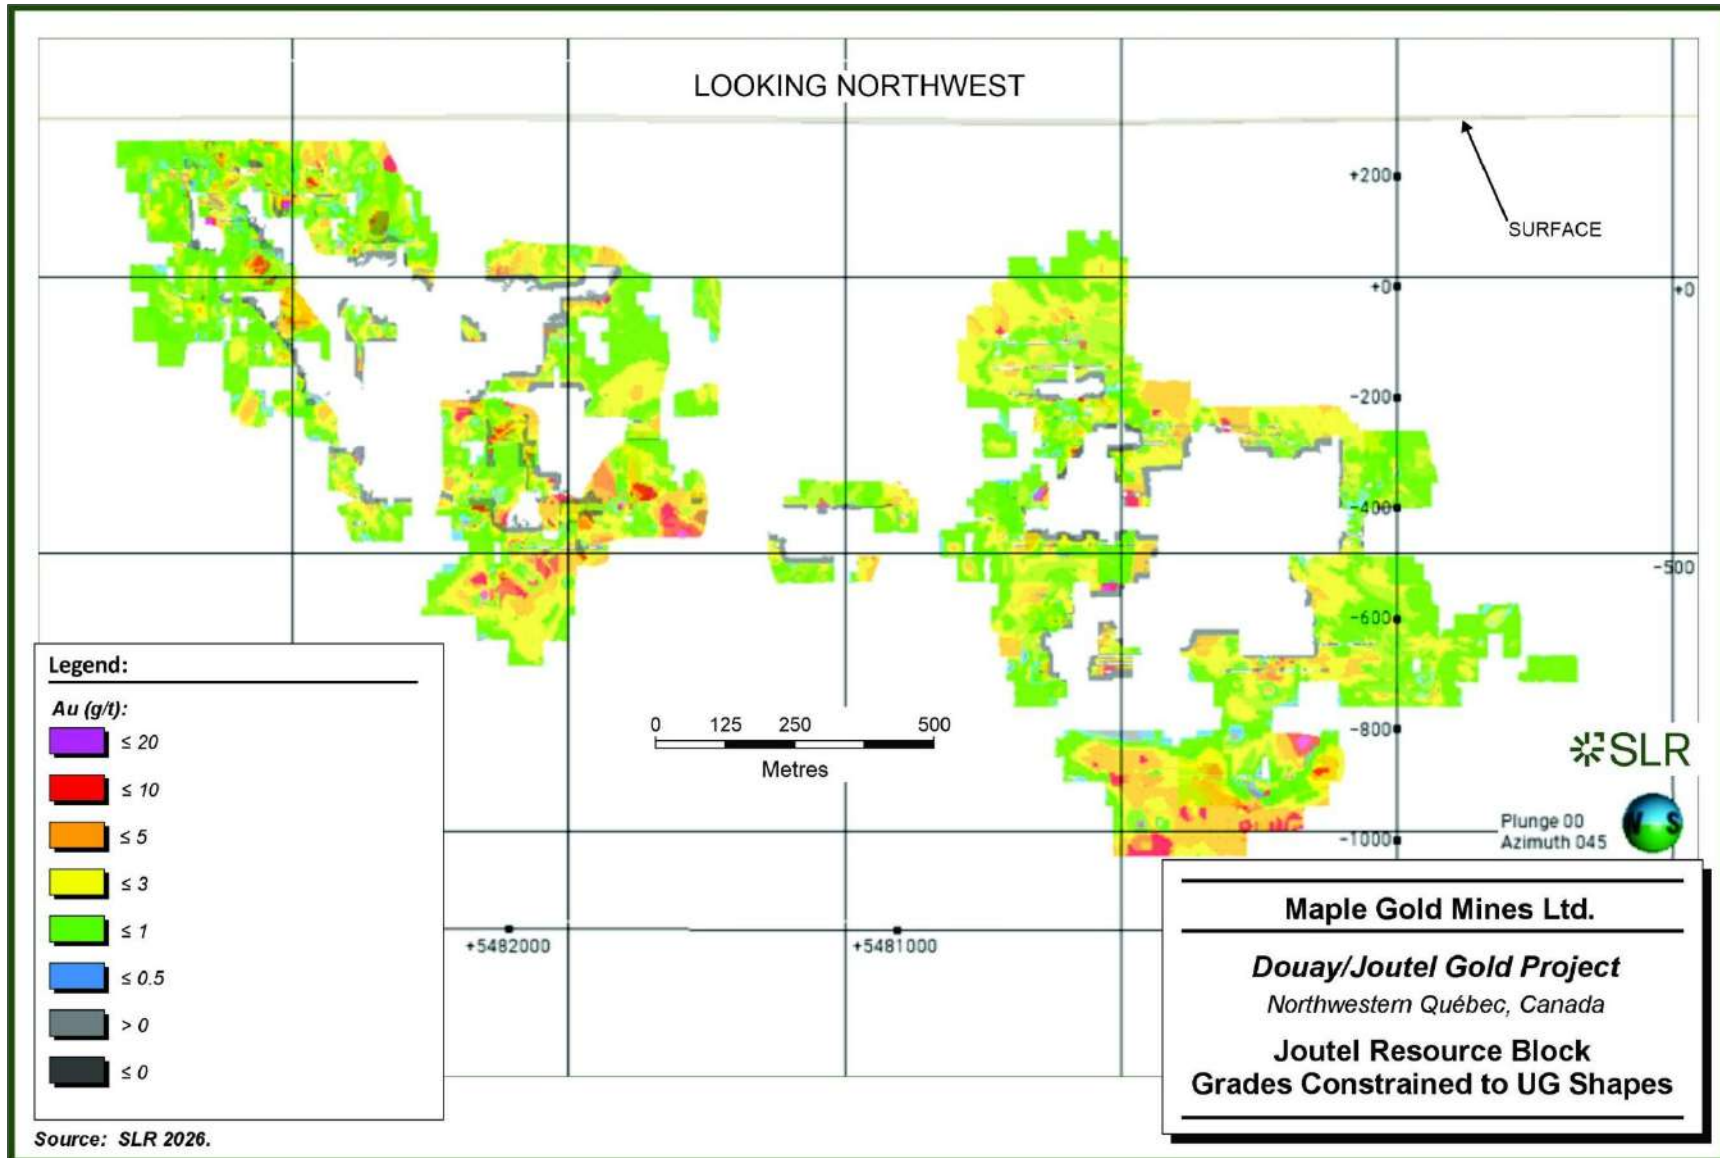 LOOKING NORTHWEST
+200
SURFACE
+0
+0
-200
-400
-500
-600
-800
-1000
0 125 250 500
Metres
SLR
N S
Plunge 00
Azimuth 045
+5482000
+5481000
Legend:
Au (g/t):
≤ 20
≤ 10
≤ 5
≤ 3
≤ 1
≤ 0.5
> 0
≤ 0
Maple Gold Mines Ltd.
Douay/Joutel Gold Project
Northwestern Québec, Canada
Joutel Resource Block
Grades Constrained to UG Shapes
Source: SLR 2026.